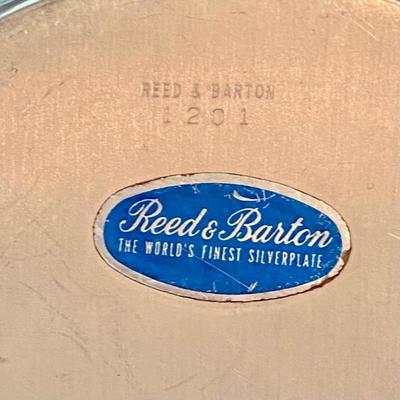 REED & BARTON
1201
Reed & Barton
THE WORLD'S FINEST SILVERPLATE